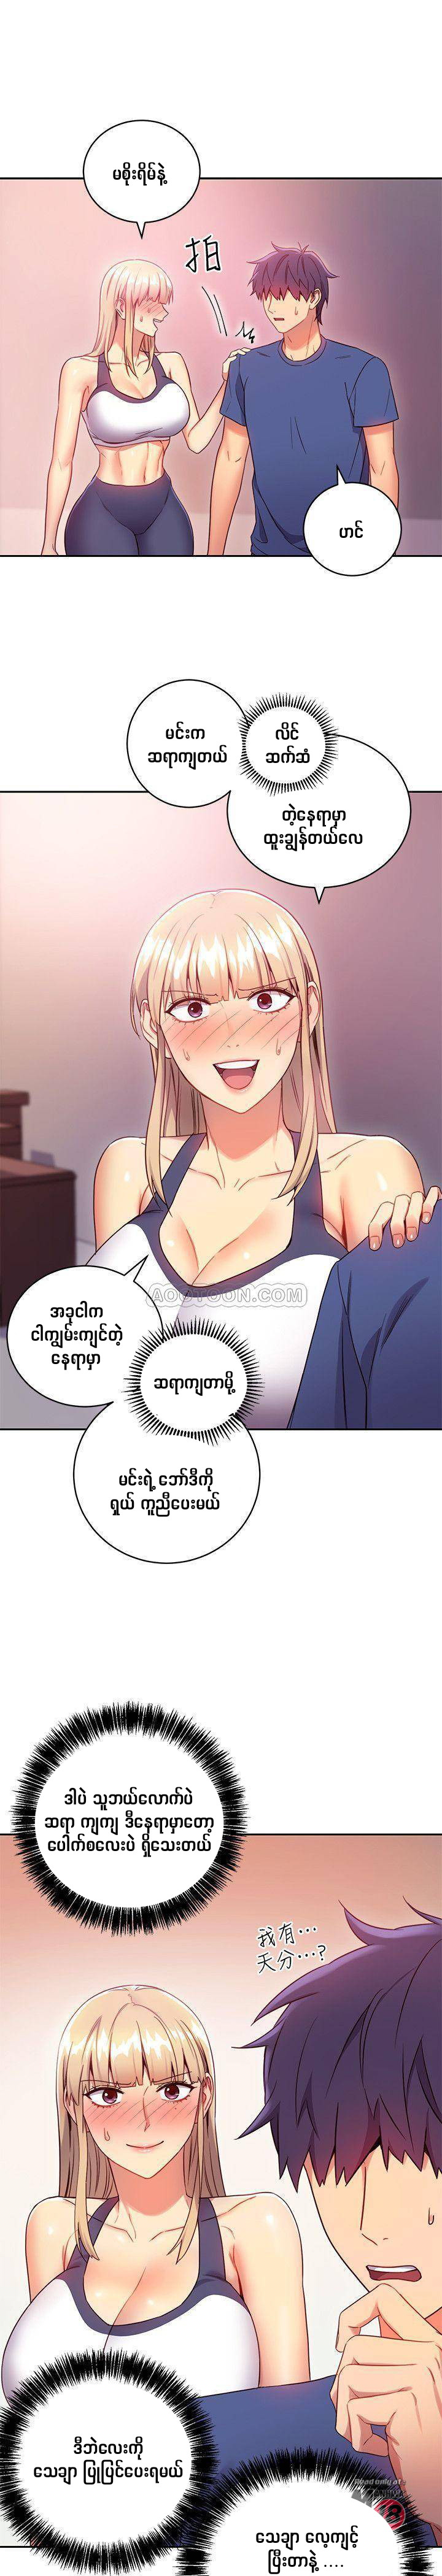 မစိုးရိမ်နဲ့
拍
ဟင်
မင်းက
ဆရာကျတယ်
လိင်
ဆက်ဆံ
တဲ့နေရာမှာ
ထူးချွန်တယ်လေ
AOOTOON.COM
အခုငါက
ငါကျွမ်းကျင်တဲ့
နေရာမှာ
ဆရာကျတာမို့
မင်းရဲ့ ဘော်ဒီကို
ရှယ် ကူညီပေးမယ်
ဒါပဲ သူဘယ်လောက်ပဲ
ဆရာ ကျကျ ဒီနေရာမှာတော့
ပေါက်စလေးပဲ ရှိသေးတယ်
我有…
天分…?
ဒီဘဲလေးကို
သေချာ ပြုပြင်ပေးရမယ်
Read only at
သေချာ လေ့ကျင့်
ပြီးတာနဲ့ ....